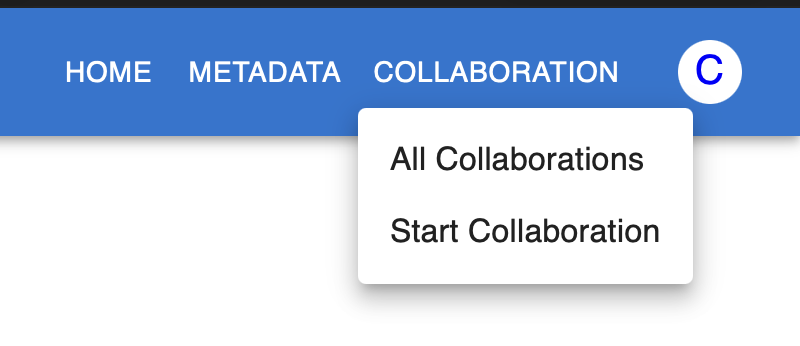 HOME METADATA COLLABORATION C
All Collaborations
Start Collaboration